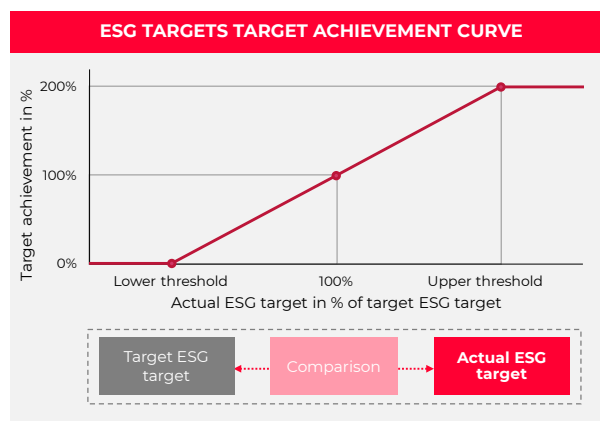 ESG TARGETS TARGET ACHIEVEMENT CURVE
Target achievement in %
200%
100%
0%
Lower threshold
100%
Upper threshold
Actual ESG target in % of target ESG target
Target ESG
target
Comparison
Actual ESG
target